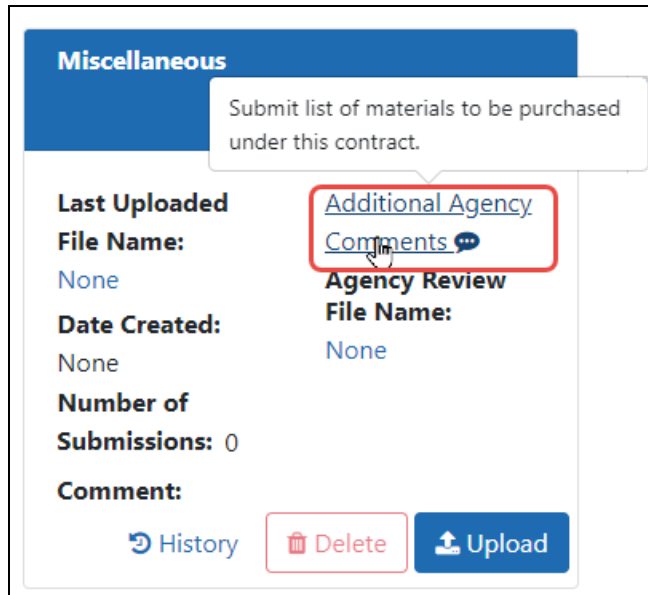 Miscellaneous
Submit list of materials to be purchased
under this contract.
Last Uploaded
File Name:
None
Date Created:
None
Number of
Submissions: 0
Comment:
Additional Agency
Comments
Agency Review
File Name:
None
History
Delete
Upload